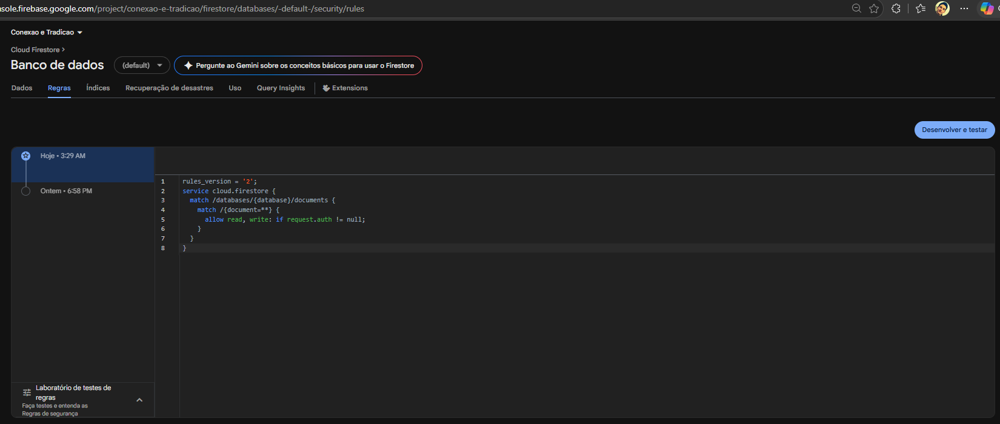 sole.firebase.google.com/project/conexao-e-tradicao/firestore/databases/-default-/security/rules
Conexao e Tradicao
Cloud Firestore >
Banco de dados
(default)
Pergunte ao Gemini sobre os conceitos básicos para usar o Firestore
Dados
Regras
Índices
Recuperação de desastres
Uso
Query Insights
Extensions
Desenvolver e testar
Hoje • 3:29 AM
Ontem • 6:58 PM
1 rules_version = '2';
2 service cloud.firestore {
3 match /databases/{database}/documents {
4 match /{document=**} {
5 allow read, write: if request.auth != null;
6 }
7 }
8 }
Laboratório de testes de
regras
Faça testes e entenda as
Regras de segurança